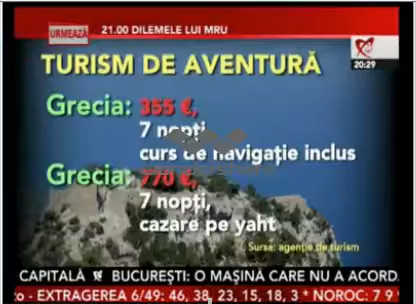 URMEAZĂ 21.00 DILEMELE LUI MRU
TURISM DE AVENTURĂ
20:29
Grecia: 355 €,
7 nopți
curs de navigație inclus
Grecia: 770 €,
7 nopți,
cazare pe yaht
Sursa: agenție de turism
CAPITALĂ BUCUREȘTI: O MAȘINĂ CARE NU A ACORD
to - EXTRAGEREA 6/49: 46, 38, 23, 15, 18, 3 * NOROC: 7 9